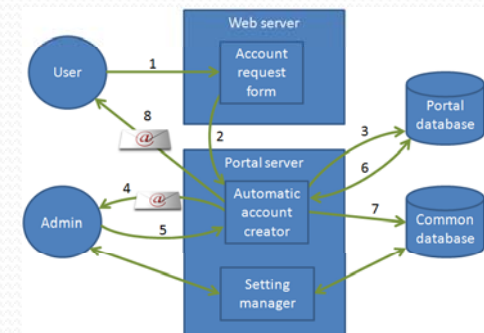 Web server
User
1
Account
request
form
8
@
2
3
Portal
database
6
Portal server
4
@
Automatic
account
creator
Admin
5
7
Common
database
Setting
manager